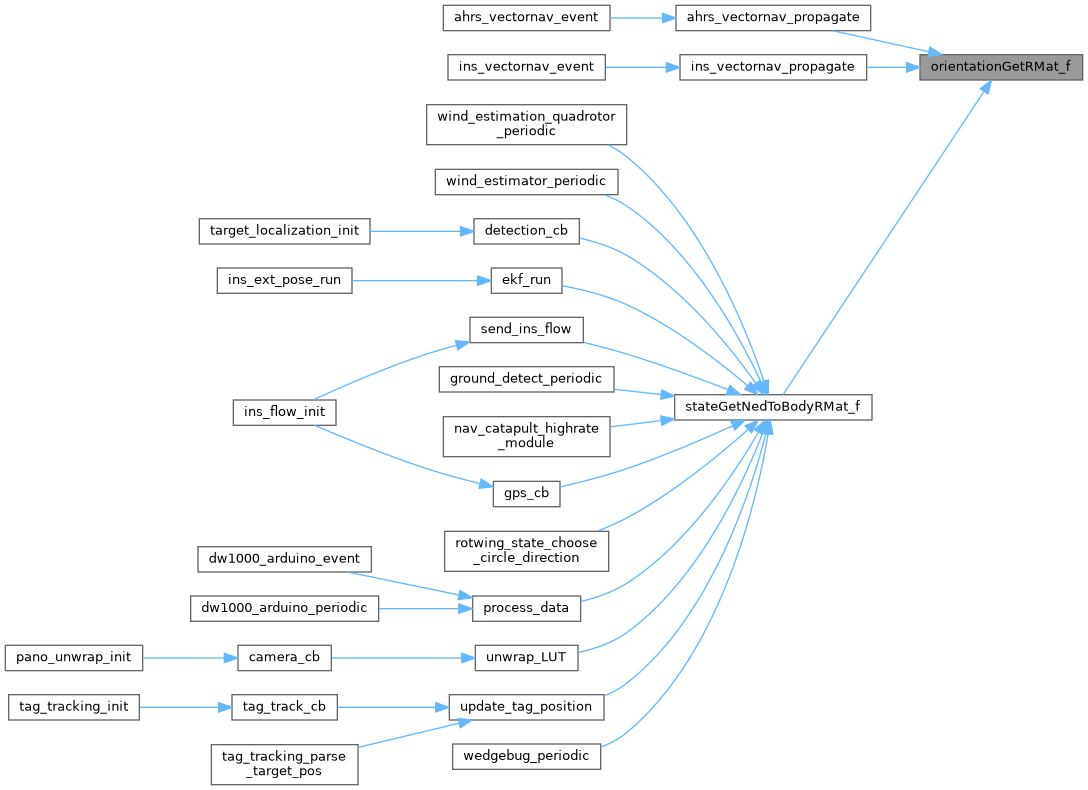 ahrs_vectornav_event
ahrs_vectornav_propagate
ins_vectornav_event
ins_vectornav_propagate
orientationGetRMat_f
wind_estimation_quadrotor
_periodic
wind_estimator_periodic
target_localization_init
detection_cb
ins_ext_pose_run
ekf_run
send_ins_flow
ground_detect_periodic
stateGetNedToBodyRMat_f
ins_flow_init
nav_catapult_highrate
_module
gps_cb
rotwing_state_choose
_circle_direction
dw1000_arduino_event
dw1000_arduino_periodic
process_data
pano_unwrap_init
camera_cb
unwrap_LUT
tag_tracking_init
tag_track_cb
update_tag_position
tag_tracking_parse
_target_pos
wedgebug_periodic